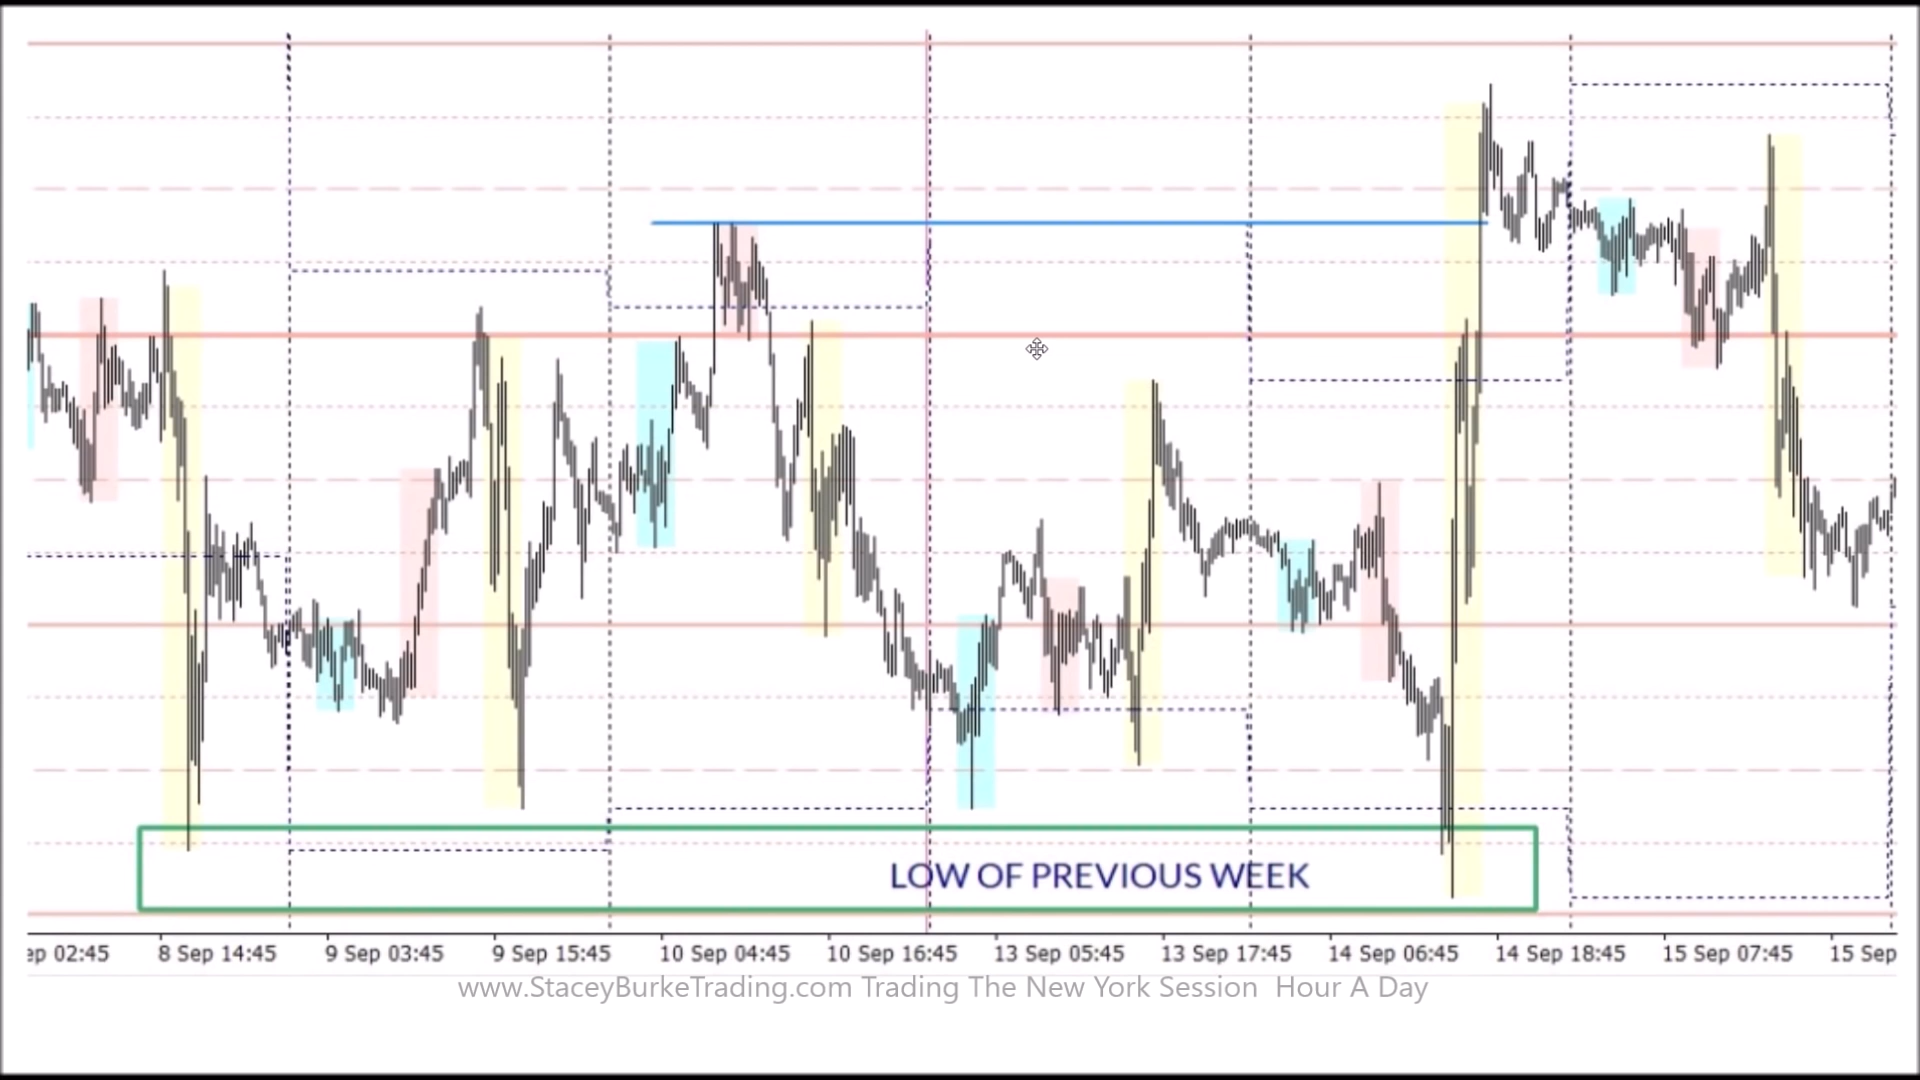 LOW OF PREVIOUS WEEK
ep 02:45 8 Sep 14:45 9 Sep 03:45 9 Sep 15:45 10 Sep 04:45 10 Sep 16:45 13 Sep 05:45 13 Sep 17:45 14 Sep 06:45 14 Sep 18:45 15 Sep 07:45 15 Sep
www.StaceyBurkeTrading.com Trading The New York Session Hour A Day